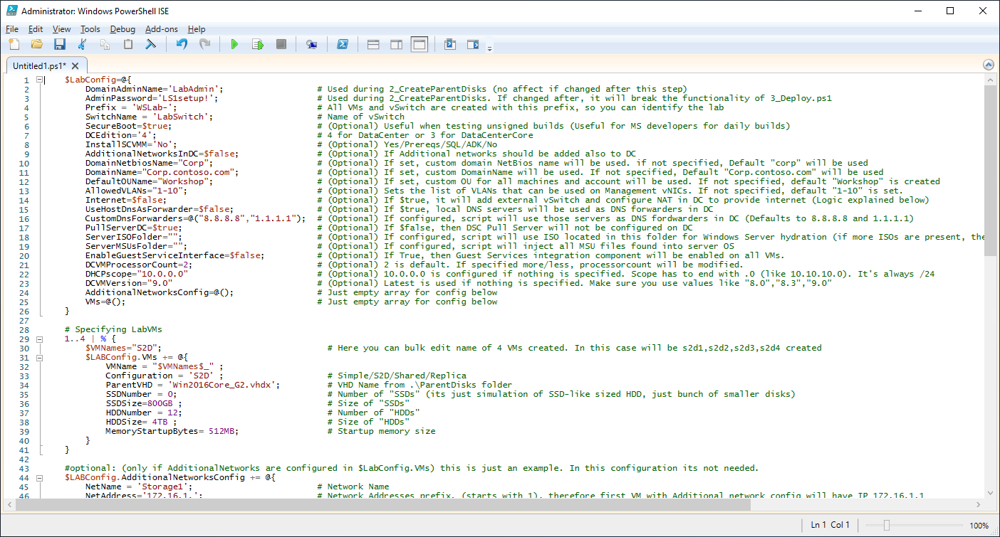 Administrator: Windows PowerShell ISE
File Edit View Tools Debug Add-ons Help
Untitled1.ps1*
1 $LabConfig=@{
2 DomainAdminName='LabAdmin'; # Used during 2_CreateParentDisks (no affect if changed after this step)
3 AdminPassword='LS1setup!'; # Used during 2_CreateParentDisks. If changed after, it will break the functionality of 3_Deploy.ps1
4 Prefix = 'WSLab-'; # All VMs and vSwitch are created with this prefix, so you can identify the lab
5 SwitchName = 'LabSwitch'; # Name of vSwitch
6 SecureBoot=$true; # (Optional) Useful when testing unsigned builds (Useful for MS developers for daily builds)
7 DCEdition='4'; # 4 for DataCenter or 3 for DataCenterCore
8 InstallSCVMM='No'; # (Optional) Yes/Prereqs/SQL/ADK/No
9 AdditionalNetworksInDC=$false; # (Optional) If Additional networks should be added also to DC
10 DomainNetbiosName="Corp"; # (Optional) If set, custom domain NetBios name will be used. if not specified, Default "corp" will be used
11 DomainName="Corp.contoso.com"; # (Optional) If set, custom DomainName will be used. If not specified, Default "Corp.contoso.com" will be used
12 DefaultOUName="Workshop"; # (Optional) If set, custom OU for all machines and account will be used. If not specified, default "Workshop" is created
13 AllowedVLANs="1-10"; # (Optional) Sets the list of VLANs that can be used on Management vNICs. If not specified, default "1-10" is set.
14 Internet=$false; # (Optional) If $true, it will add external vSwitch and configure NAT in DC to provide internet (Logic explained below)
15 UseHostDnsAsForwarder=$false; # (Optional) If $true, local DNS servers will be used as DNS forwarders in DC
16 CustomDnsForwarders=@("8.8.8.8","1.1.1.1"); # (Optional) If configured, script will use those servers as DNS fordwarders in DC (Defaults to 8.8.8.8 and 1.1.1.1)
17 PullServerDC=$true; # (Optional) If $false, then DSC Pull Server will not be configured on DC
18 ServerISOFolder=""; # (Optional) If configured, script will use ISO located in this folder for Windows Server hydration (if more ISOs are present, the
19 ServerMSUsFolder=""; # (Optional) If configured, script will inject all MSU files found into server OS
20 EnableGuestServiceInterface=$false; # (Optional) If True, then Guest Services integration component will be enabled on all VMs.
21 DCVMProcessorCount=2; # (Optional) 2 is default. If specified more/less, processorcount will be modified.
22 DHCPscope="10.0.0.0" # (Optional) 10.0.0.0 is configured if nothing is specified. Scope has to end with .0 (like 10.10.10.0). It's always /24
23 DCVMVersion="9.0" # (Optional) Latest is used if nothing is specified. Make sure you use values like "8.0","8.3","9.0"
24 AdditionalNetworksConfig=@(); # Just empty array for config below
25 VMs=@(); # Just empty array for config below
26 }
27
28 # Specifying LabVMs
29 1..4 | % {
30 $VMNames="S2D"; # Here you can bulk edit name of 4 VMs created. In this case will be s2d1,s2d2,s2d3,s2d4 created
31 $LABConfig.VMs += @{
32 VMName = "$VMNames$_" ;
33 Configuration = 'S2D' ; # Simple/S2D/Shared/Replica
34 ParentVHD = 'Win2016Core_G2.vhdx'; # VHD Name from .\ParentDisks folder
35 SSDNumber = 0; # Number of "SSDs" (its just simulation of SSD-like sized HDD, just bunch of smaller disks)
36 SSDSize=800GB ; # Size of "SSDs"
37 HDDNumber = 12; # Number of "HDDs"
38 HDDSize= 4TB ; # Size of "HDDs"
39 MemoryStartupBytes= 512MB; # Startup memory size
40 }
41 }
42
43 #optional: (only if AdditionalNetworks are configured in $LabConfig.VMs) this is just an example. In this configuration its not needed.
44 $LABConfig.AdditionalNetworksConfig += @{
45 NetName = 'Storage1'; # Network Name
46 NetAddress='172.16.1.'; # Network Addresses prefix. (starts with 1), therefore first VM with Additional network config will have IP 172.16.1.1
Ln 1 Col 1 100%